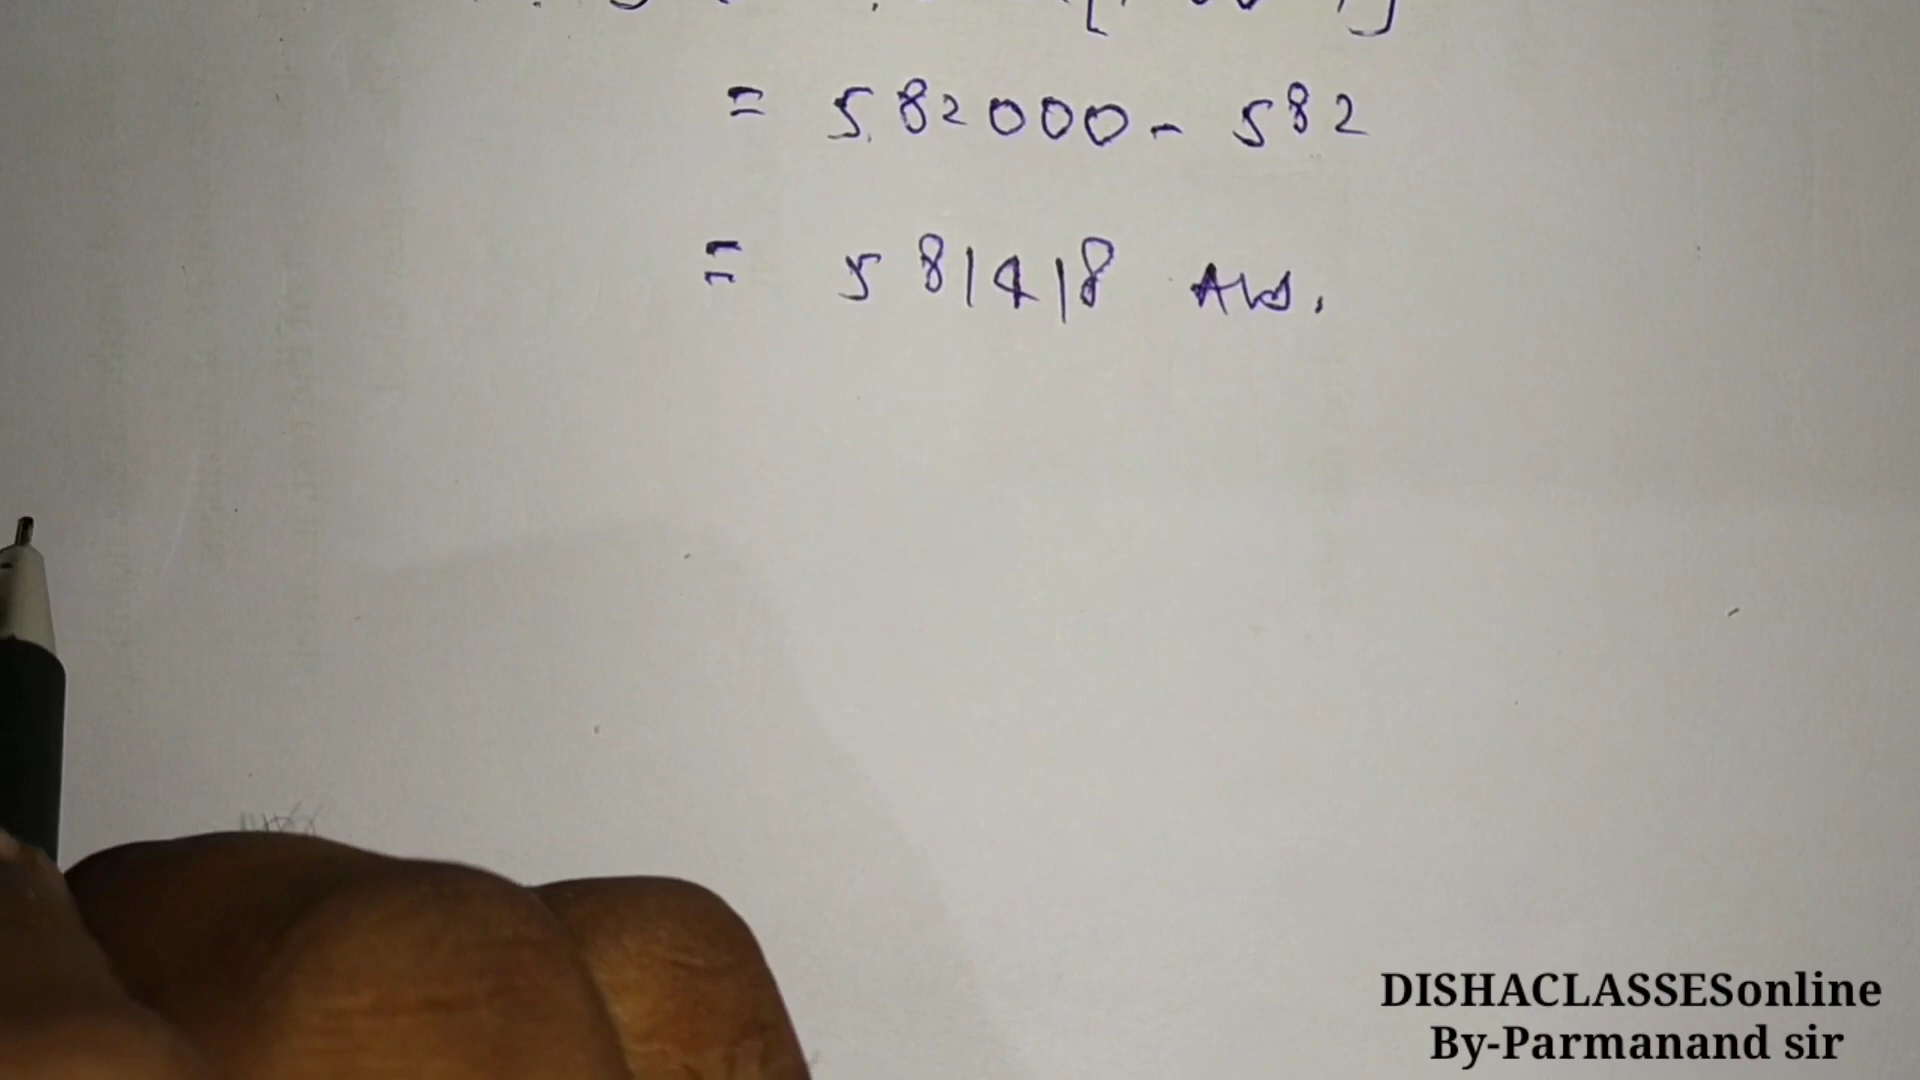 = 582000 - 582
= 581418 Ans.
DISHACLASSESonline
By-Parmanand sir